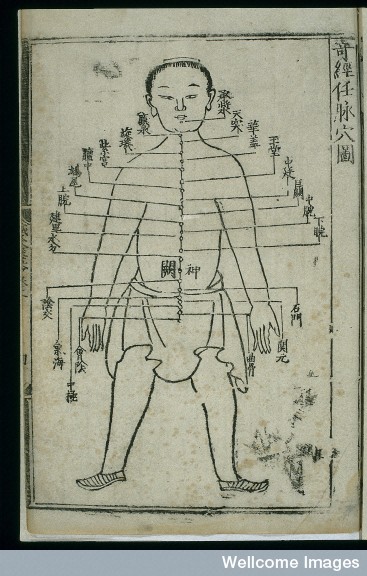 奇經任脉穴圖
承漿
天突
華蓋
玉堂
中庭
巨闕
中脘
下脘
石門
關元
曲骨
神闕
廉泉
璇璣
紫宮
膻中
鳩尾
上脘
建里
水分
陰交
氣海
會陰
中極
Wellcome Images